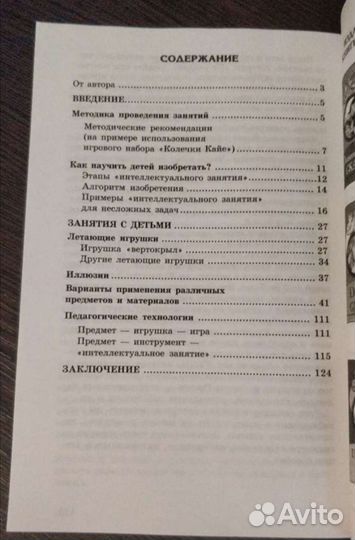 СОДЕРЖАНИЕ
От автора ........ 3
ВВЕДЕНИЕ ........ 5
Методика проведения занятий ........ 5
Методические рекомендации
(на примере использования
игрового набора «Колечки Кайе») ........ 7
Как научить детей изобретать? ........ 11
Этапы «интеллектуального занятия» ........ 12
Алгоритм изобретения ........ 14
Примеры «интеллектуального занятия»
для несложных задач ........ 16
ЗАНЯТИЯ С ДЕТЬМИ ........ 27
Летающие игрушки ........ 27
Игрушка «вертокрыл» ........ 27
Другие летающие игрушки ........ 34
Иллюзии ........ 37
Варианты применения различных
предметов и материалов ........ 41
Педагогические технологии ........ 111
Предмет — игрушка — игра ........ 111
Предмет — инструмент —
«интеллектуальное занятие» ........ 115
ЗАКЛЮЧЕНИЕ ........ 124
Avito